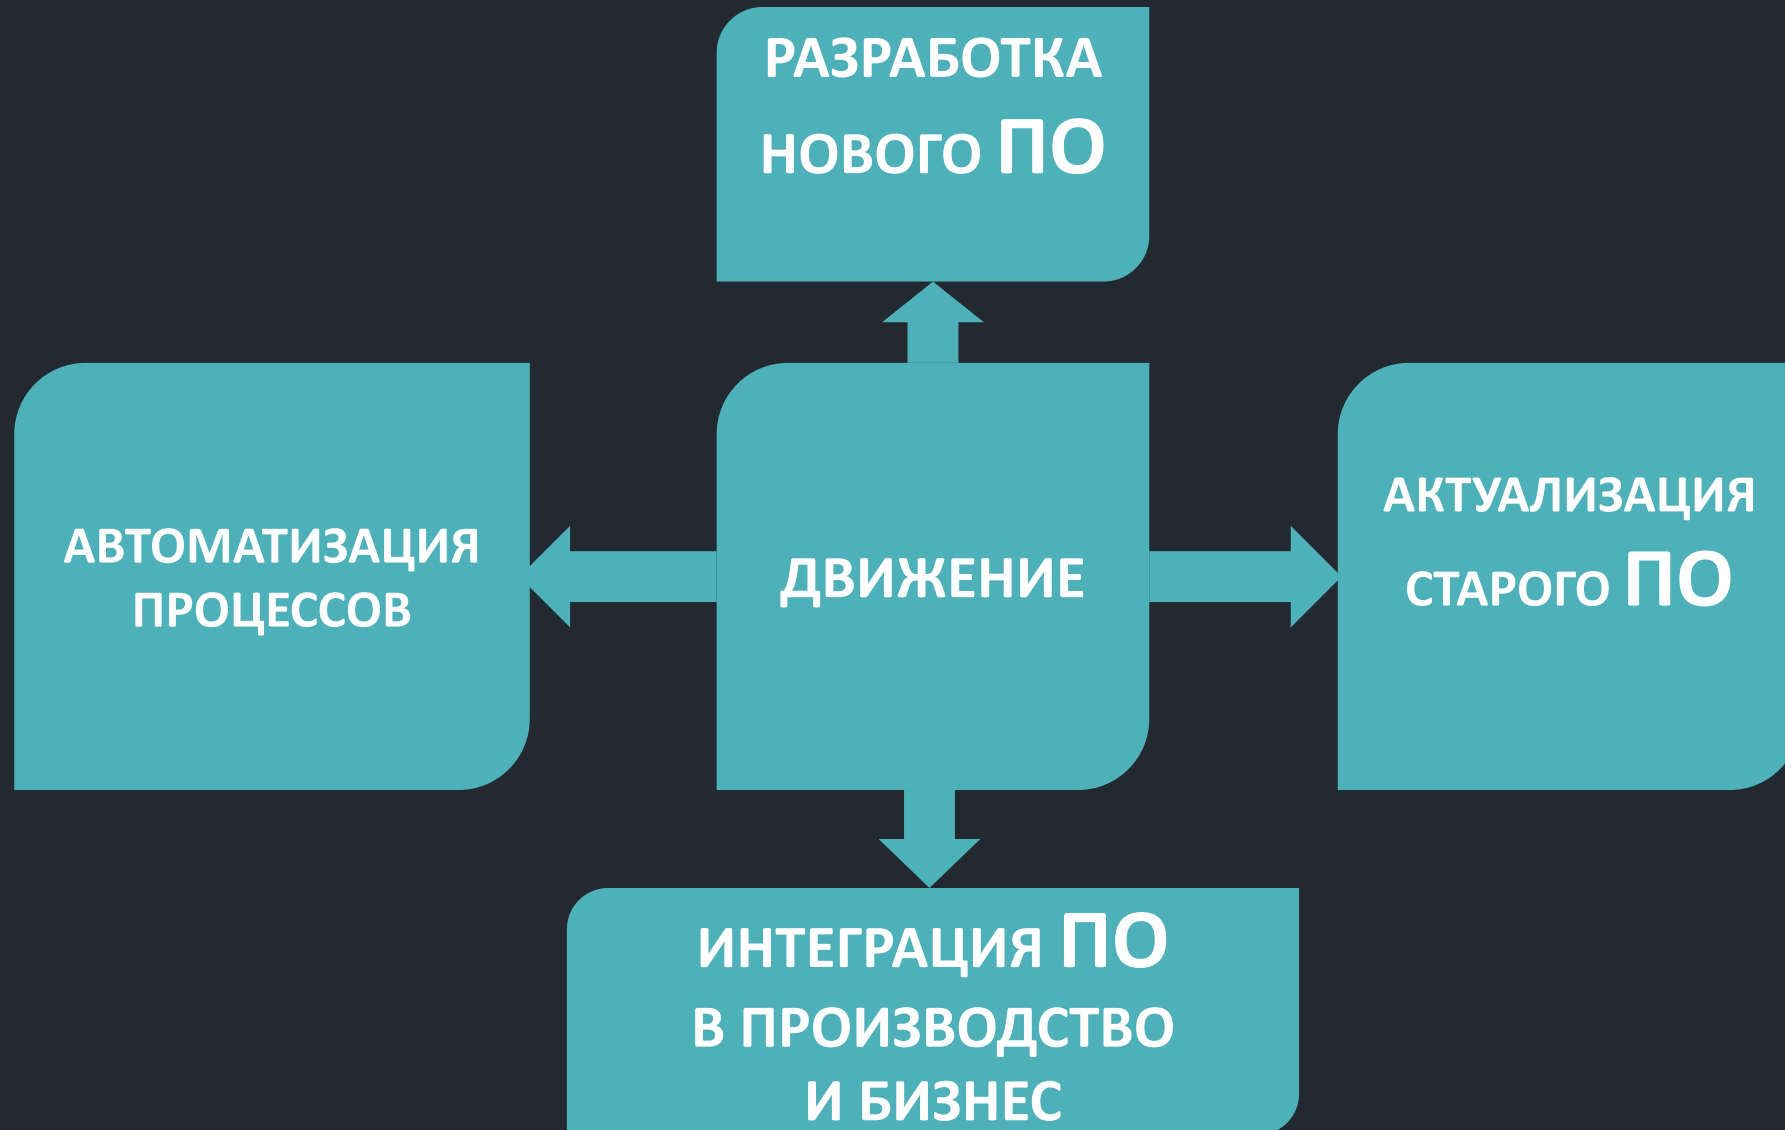 РАЗРАБОТКА
НОВОГО ПО
АВТОМАТИЗАЦИЯ
ПРОЦЕССОВ
ДВИЖЕНИЕ
АКТУАЛИЗАЦИЯ
СТАРОГО ПО
ИНТЕГРАЦИЯ ПО
В ПРОИЗВОДСТВО
И БИЗНЕС